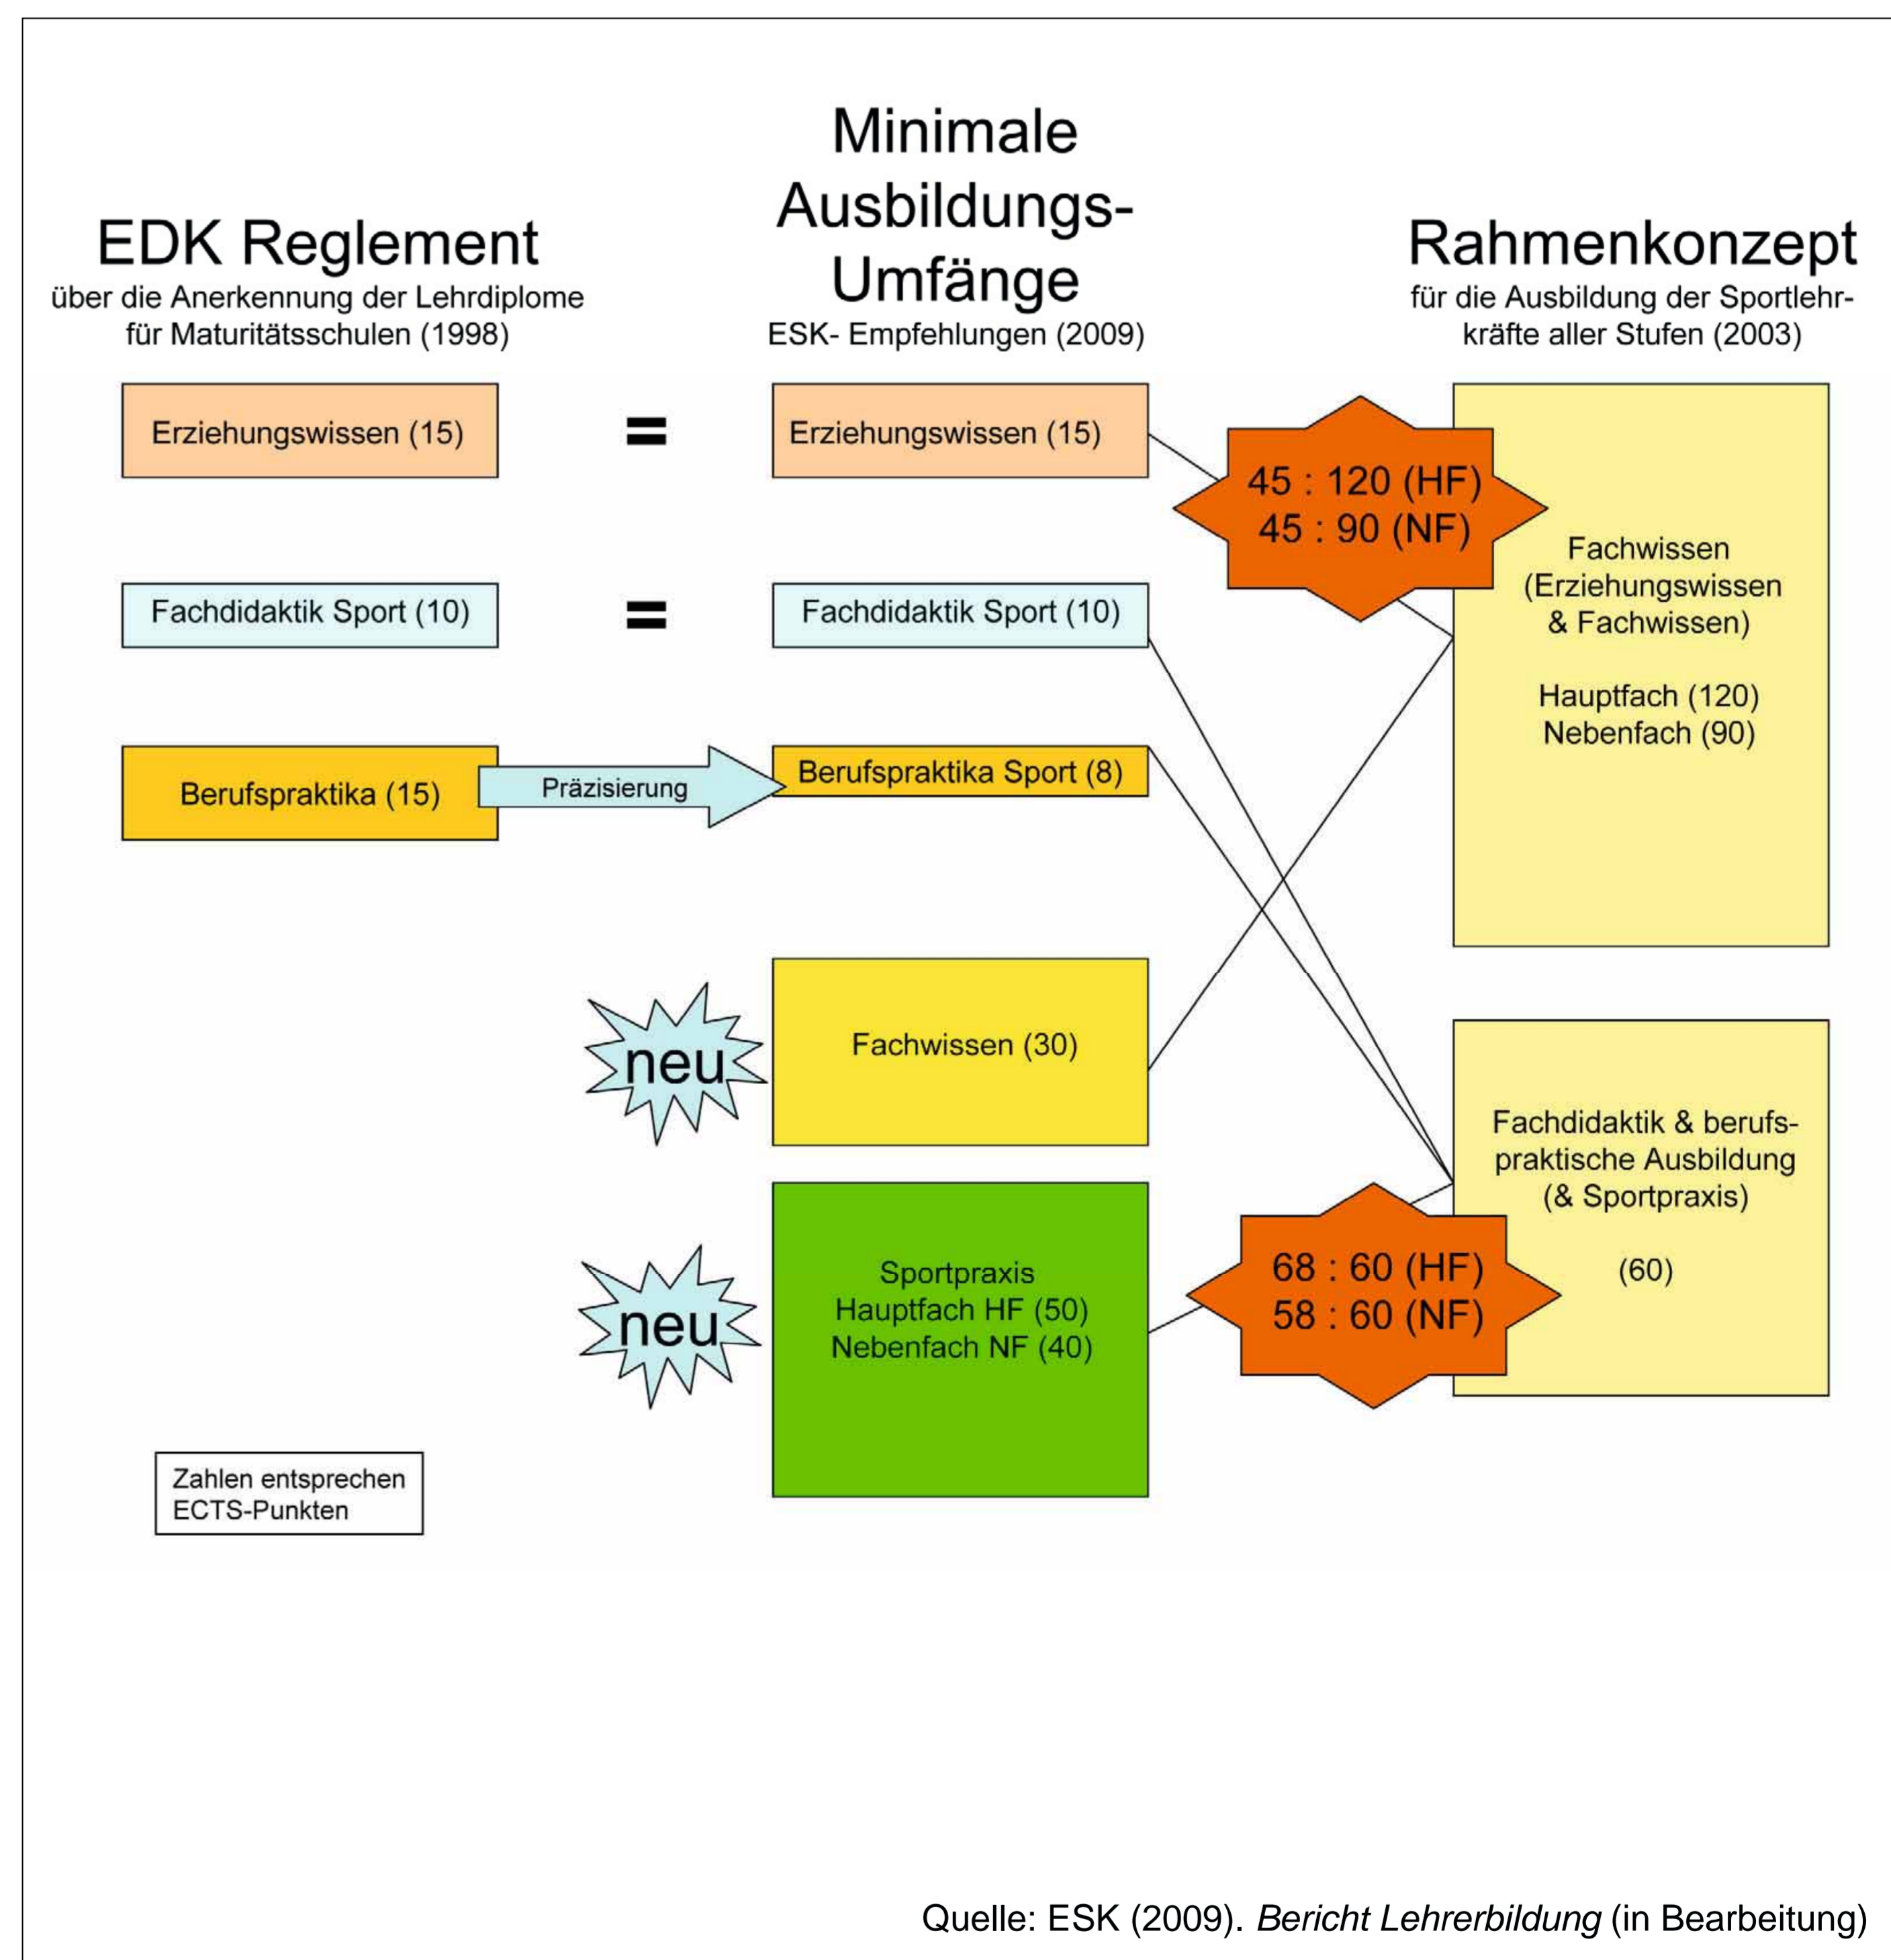 EDK Reglement
über die Anerkennung der Lehrdiplome
für Maturitätsschulen (1998)
Minimale
Ausbildungs-
Umfänge
ESK- Empfehlungen (2009)
Rahmenkonzept
für die Ausbildung der Sportlehr-
kräfte aller Stufen (2003)
Erziehungswissen (15)
=
Erziehungswissen (15)
45 : 120 (HF)
45 : 90 (NF)
Fachwissen
(Erziehungswissen
& Fachwissen)
Hauptfach (120)
Nebenfach (90)
Fachdidaktik Sport (10)
=
Fachdidaktik Sport (10)
Berufspraktika (15)
Präzisierung
Berufspraktika Sport (8)
neu
Fachwissen (30)
Fachdidaktik & berufs-
praktische Ausbildung
(& Sportpraxis)
(60)
neu
Sportpraxis
Hauptfach HF (50)
Nebenfach NF (40)
68 : 60 (HF)
58 : 60 (NF)
Zahlen entsprechen
ECTS-Punkten
Quelle: ESK (2009). Bericht Lehrerbildung (in Bearbeitung)